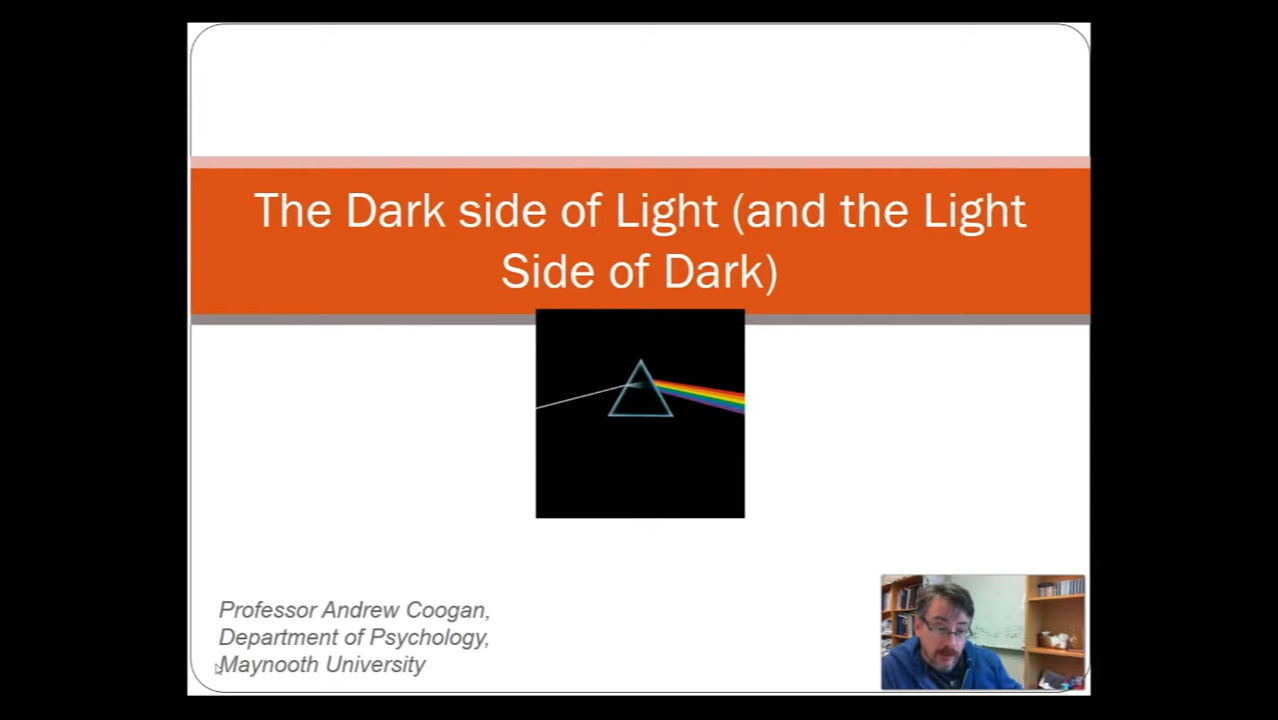 The Dark side of Light (and the Light
Side of Dark)
Professor Andrew Coogan,
Department of Psychology,
Maynooth University